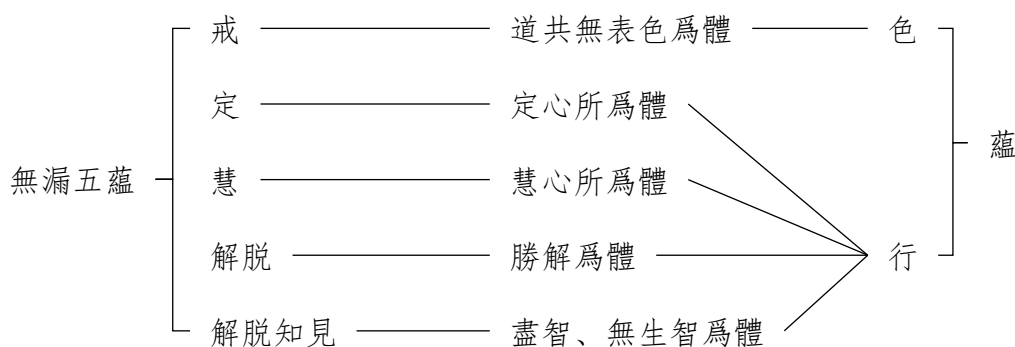 戒 道共無表色爲體 色
定 定心所爲體
無漏五蘊 慧 慧心所爲體 蘊
解脱 勝解爲體 行
解脱知見 盡智、無生智爲體